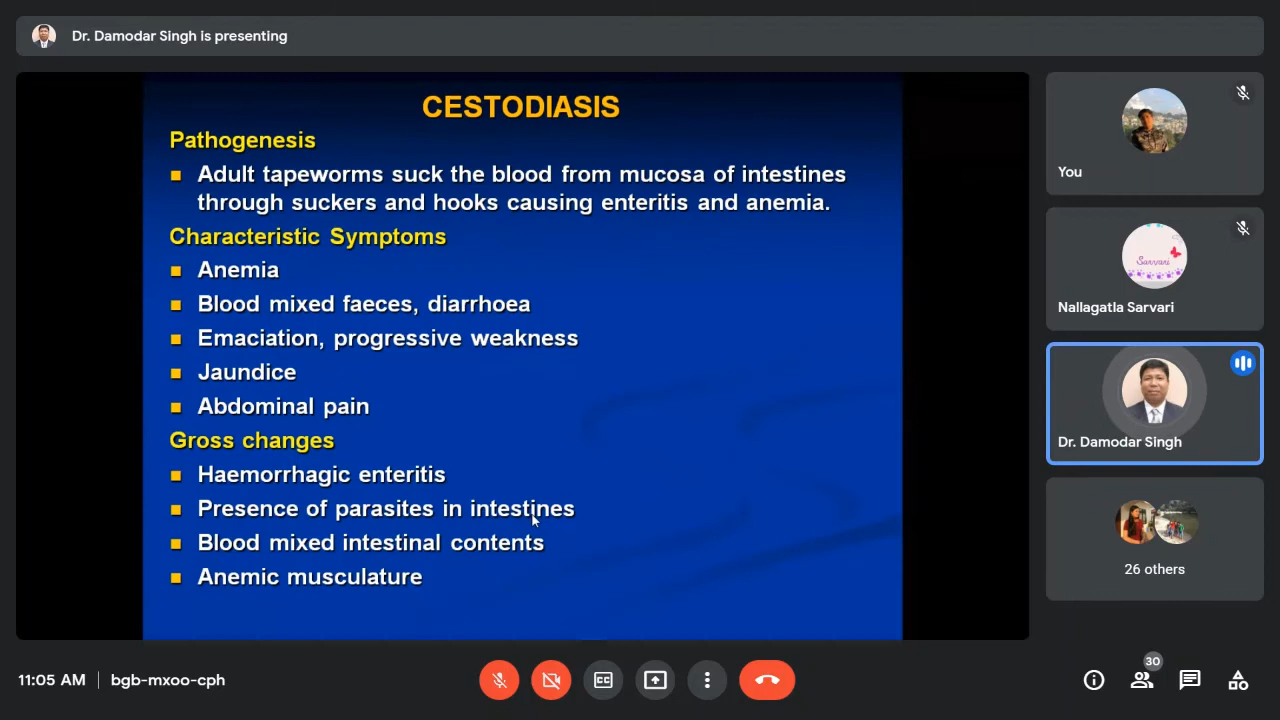 Dr. Damodar Singh is presenting
CESTODIASIS
Pathogenesis
Adult tapeworms suck the blood from mucosa of intestines
through suckers and hooks causing enteritis and anemia.
Characteristic Symptoms
Anemia
Blood mixed faeces, diarrhoea
Emaciation, progressive weakness
Jaundice
Abdominal pain
Gross changes
Haemorrhagic enteritis
Presence of parasites in intestines
Blood mixed intestinal contents
Anemic musculature
You
Sarvari
Nallagatla Sarvari
Dr. Damodar Singh
26 others
11:05 AM | bgb-mxoo-cph
CC
30